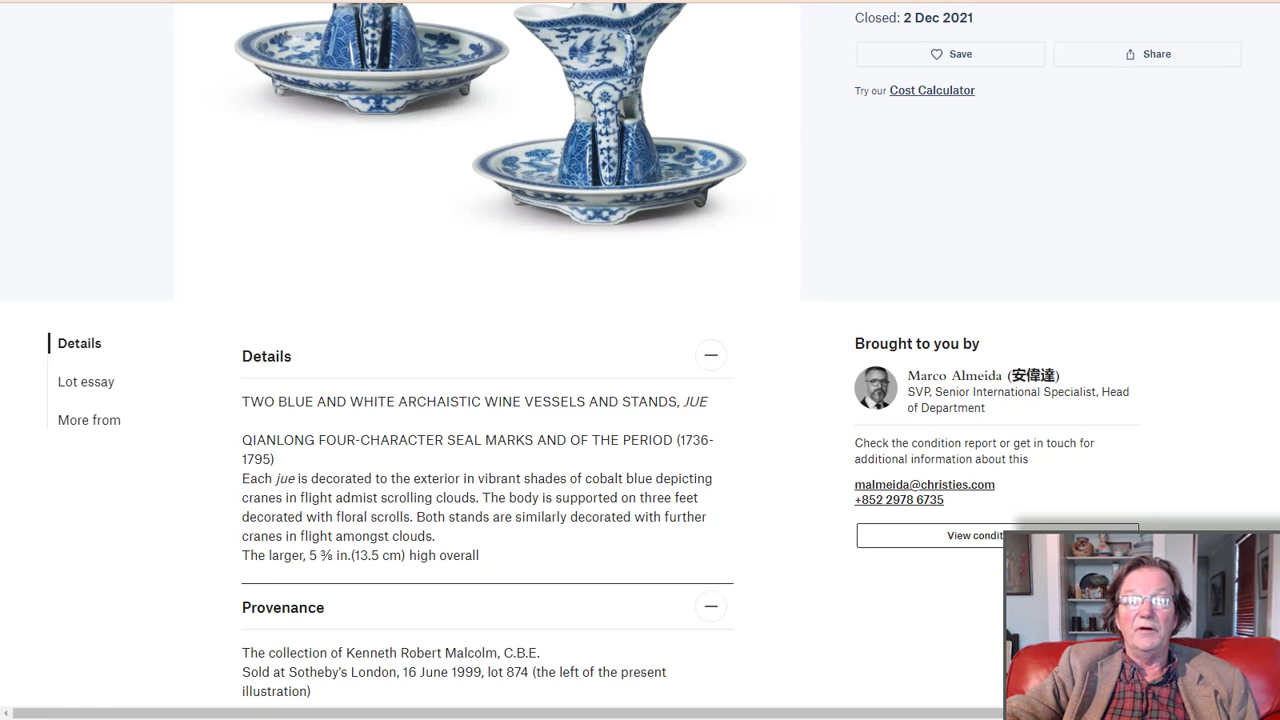 Closed: 2 Dec 2021
Save
Share
Try our Cost Calculator
Details
Lot essay
More from
Details
TWO BLUE AND WHITE ARCHAISTIC WINE VESSELS AND STANDS, JUE
QIANLONG FOUR-CHARACTER SEAL MARKS AND OF THE PERIOD (1736-
1795)
Each jue is decorated to the exterior in vibrant shades of cobalt blue depicting
cranes in flight admist scrolling clouds. The body is supported on three feet
decorated with floral scrolls. Both stands are similarly decorated with further
cranes in flight amongst clouds.
The larger, 5 ⅜ in.(13.5 cm) high overall
Provenance
The collection of Kenneth Robert Malcolm, C.B.E.
Sold at Sotheby's London, 16 June 1999, lot 874 (the left of the present
illustration)
Brought to you by
Marco Almeida (安偉達)
SVP, Senior International Specialist, Head
of Department
Check the condition report or get in touch for
additional information about this
malmeida@christies.com
+852 2978 6735
View condit